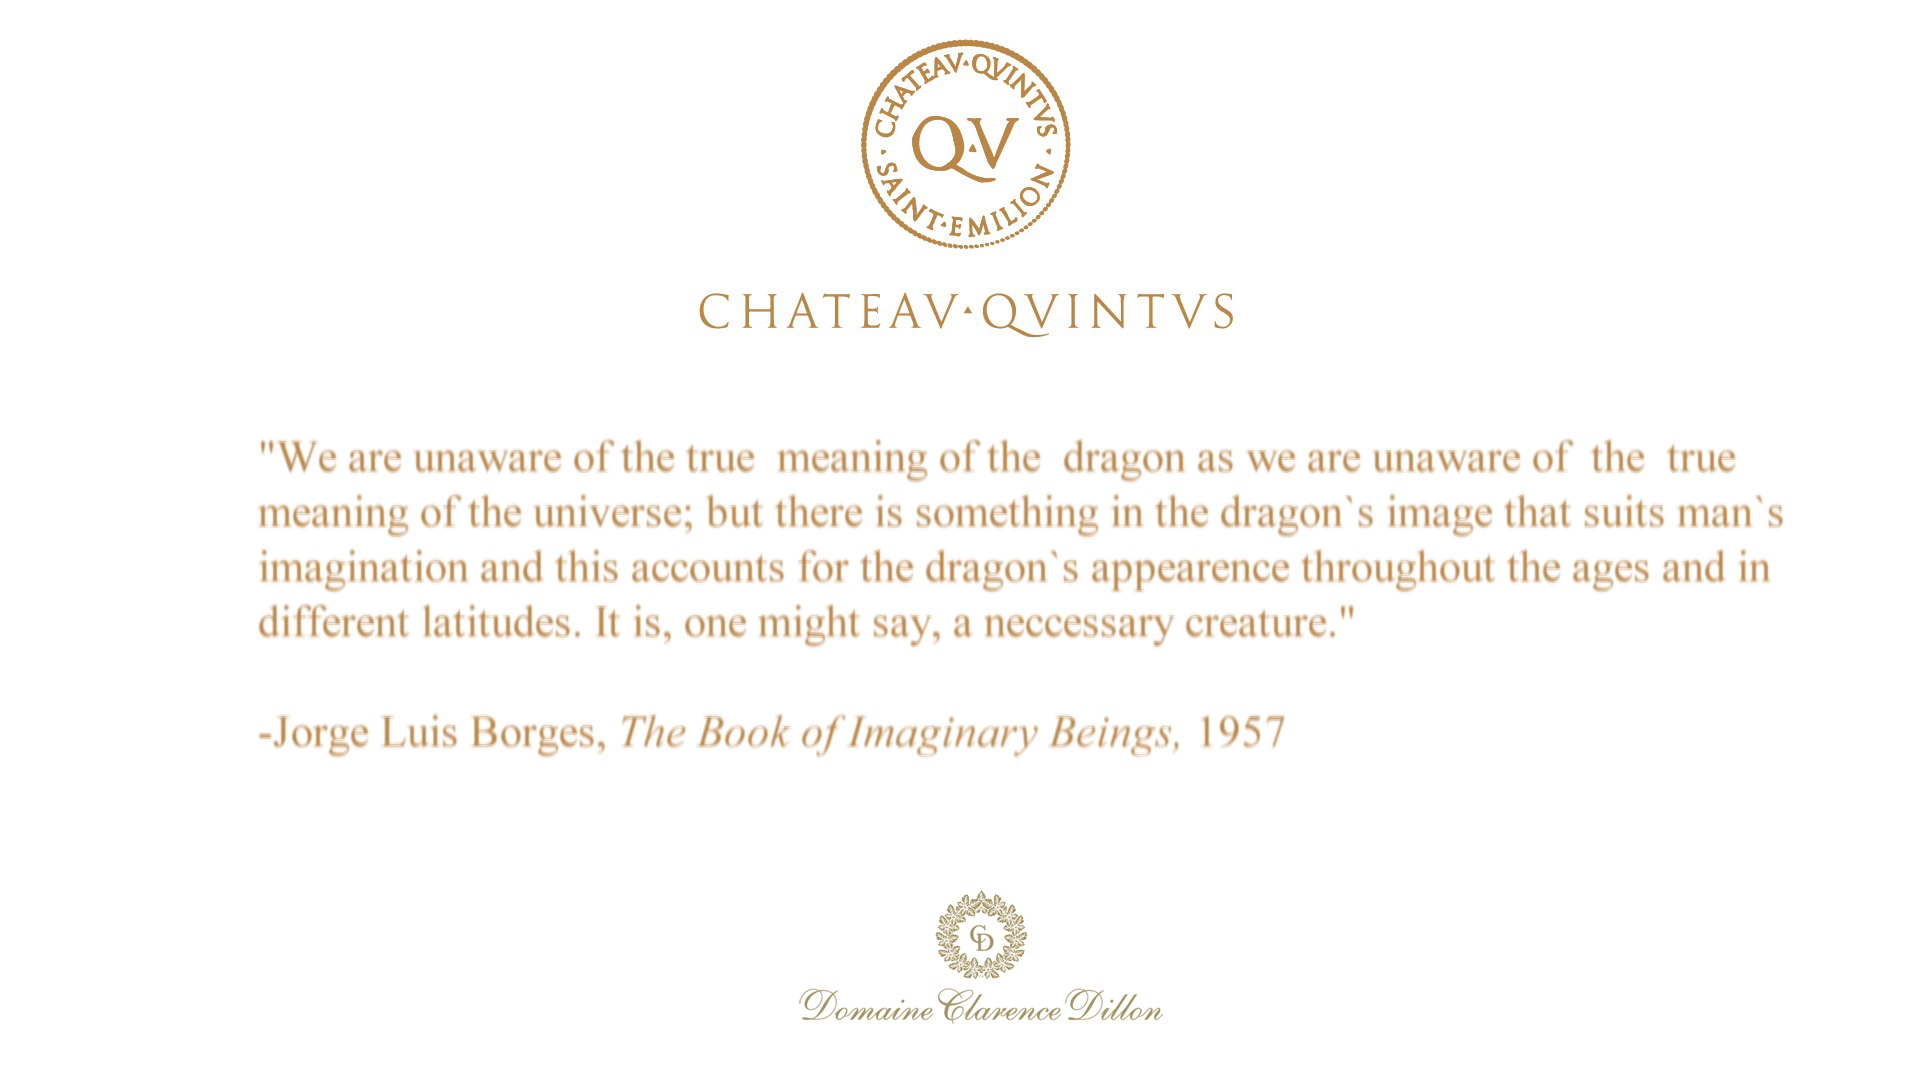 CHATEAV·QVINTVS
Q·V
·SAINT·EMILION·
CHATEAV·QVINTVS
"We are unaware of the true  meaning of the  dragon as we are unaware of  the  true
meaning of the universe; but there is something in the dragon`s image that suits man`s
imagination and this accounts for the dragon`s appearence throughout the ages and in
different latitudes. It is, one might say, a neccessary creature."
-Jorge Luis Borges, The Book of Imaginary Beings, 1957
CD
Domaine Clarence Dillon